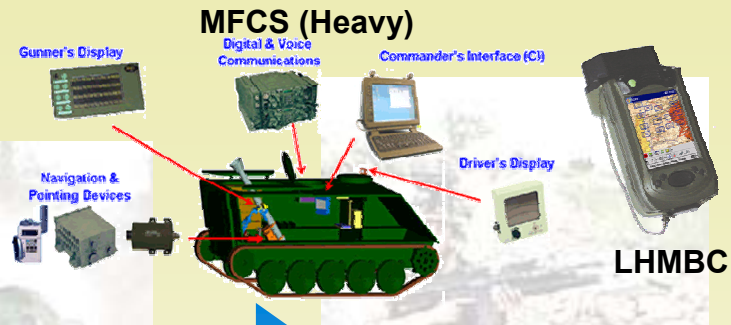 MFCS (Heavy)
Gunner's Display
Digital & Voice
Communications
Commander's Interface (CI)
Driver's Display
Navigation &
Pointing Devices
LHMBC